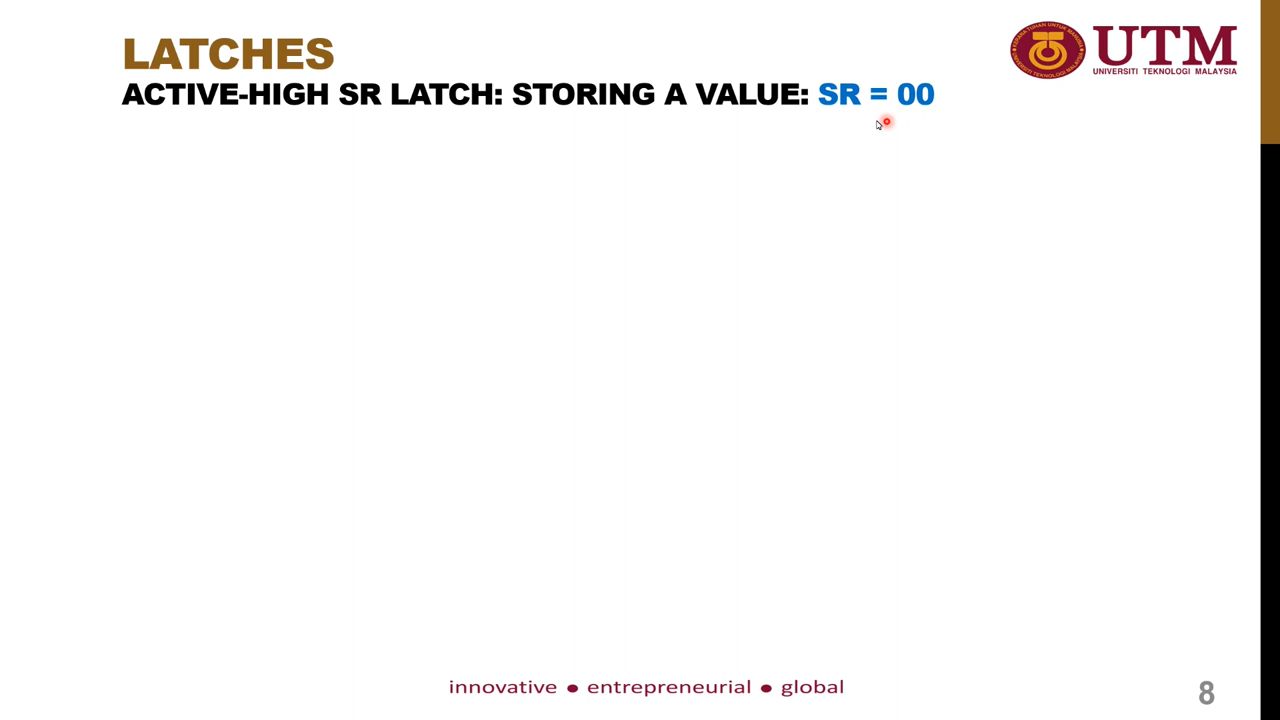 LATCHES
ACTIVE-HIGH SR LATCH: STORING A VALUE: SR = 00
UTM
UNIVERSITI TEKNOLOGI MALAYSIA
innovative ● entrepreneurial ● global
8